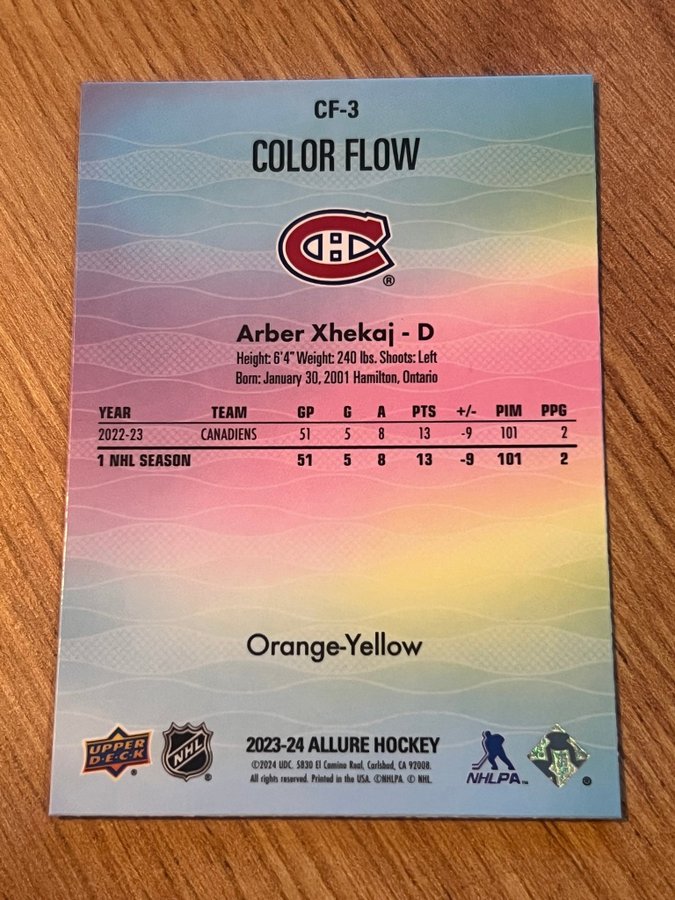 CF-3
COLOR FLOW
®
Arber Xhekaj - D
Height: 6'4" Weight: 240 lbs. Shoots: Left
Born: January 30, 2001 Hamilton, Ontario
YEAR TEAM GP G A PTS +/- PIM PPG
2022-23 CANADIENS 51 5 8 13 -9 101 2
1 NHL SEASON 51 5 8 13 -9 101 2
Orange-Yellow
UPPER
D·E·C·K
®
NHL
®
2023-24 ALLURE HOCKEY
©2024 UDC. 5830 El Camino Real, Carlsbad, CA 92008.
All rights reserved. Printed in the USA. ©NHLPA. © NHL.
NHLPA™
®